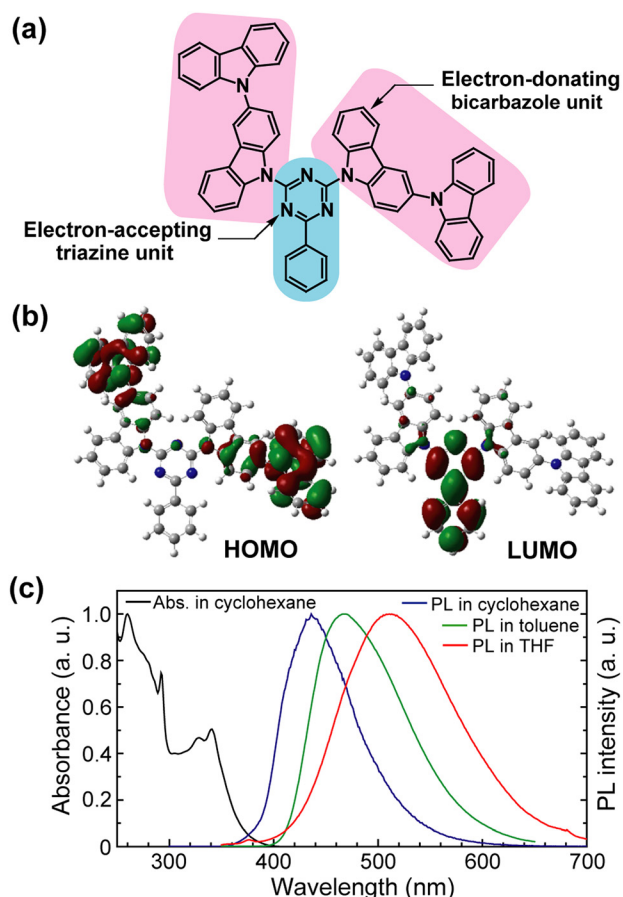 (a)
Electron-donating
bicarbazole unit
N
N
N
N
N
N
N
Electron-accepting
triazine unit
(b)
HOMO
LUMO
(c)
Abs. in cyclohexane
PL in cyclohexane
PL in toluene
PL in THF
1.0
0.8
0.6
0.4
0.2
0
Absorbance (a. u.)
PL intensity (a. u.)
300
400
500
600
700
Wavelength (nm)